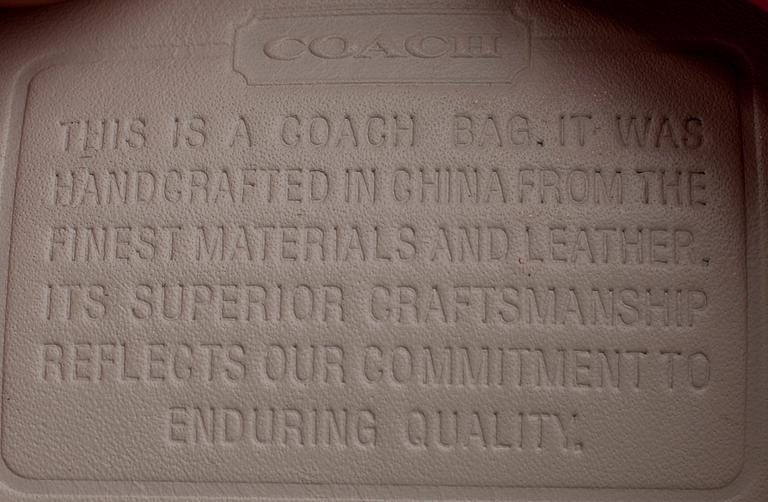 COACH
THIS IS A COACH BAG. IT WAS
HANDCRAFTED IN CHINA FROM THE
FINEST MATERIALS AND LEATHER.
ITS SUPERIOR CRAFTSMANSHIP
REFLECTS OUR COMMITMENT TO
ENDURING QUALITY.